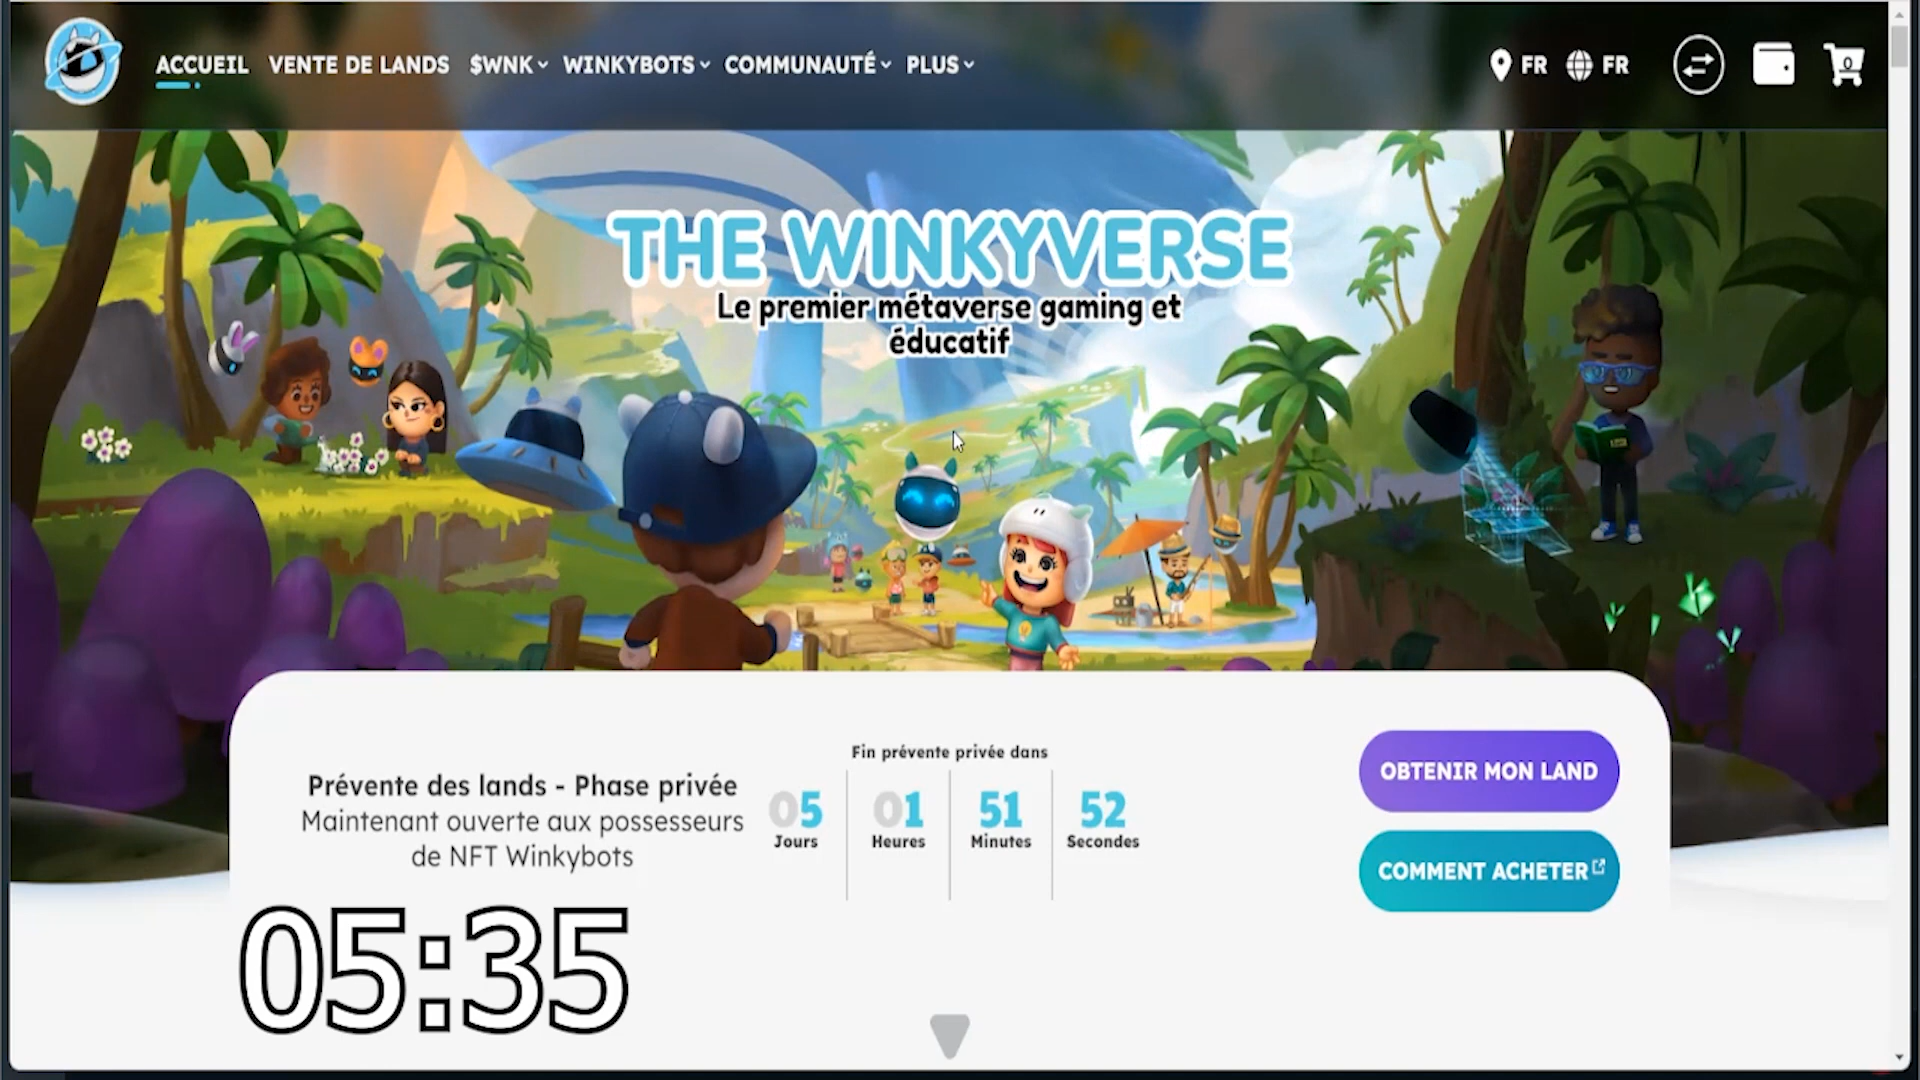 ACCUEIL VENTE DE LANDS $WNK WINKYBOTS COMMUNAUTÉ PLUS FR FR 0
THE WINKYVERSE
Le premier métaverse gaming et
éducatif
Fin prévente privée dans
Prévente des lands - Phase privée
Maintenant ouverte aux possesseurs
de NFT Winkybots
05 01 51 52
Jours Heures Minutes Secondes
OBTENIR MON LAND
COMMENT ACHETER
05:35